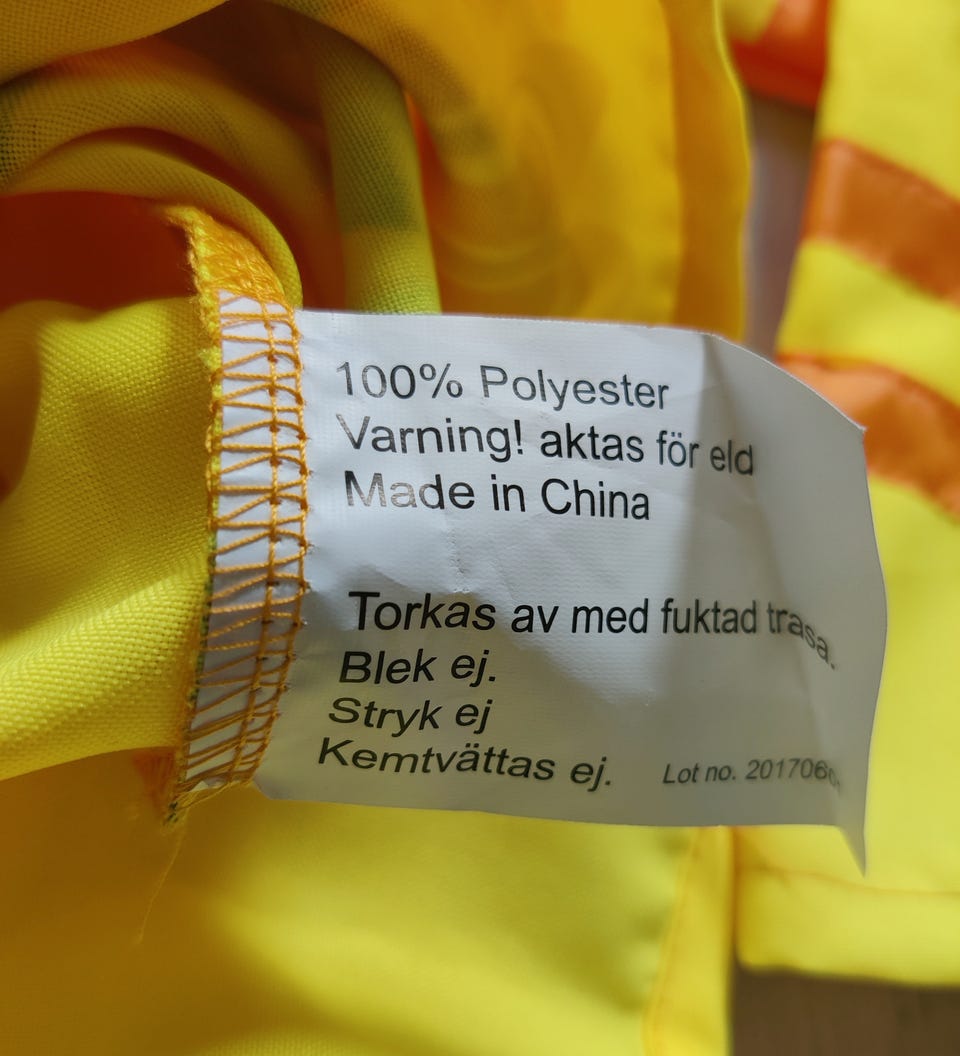 100% Polyester
Varning! aktas för eld
Made in China
Torkas av med fuktad trasa.
Blek ej.
Stryk ej
Kemtvättas ej.
Lot no.